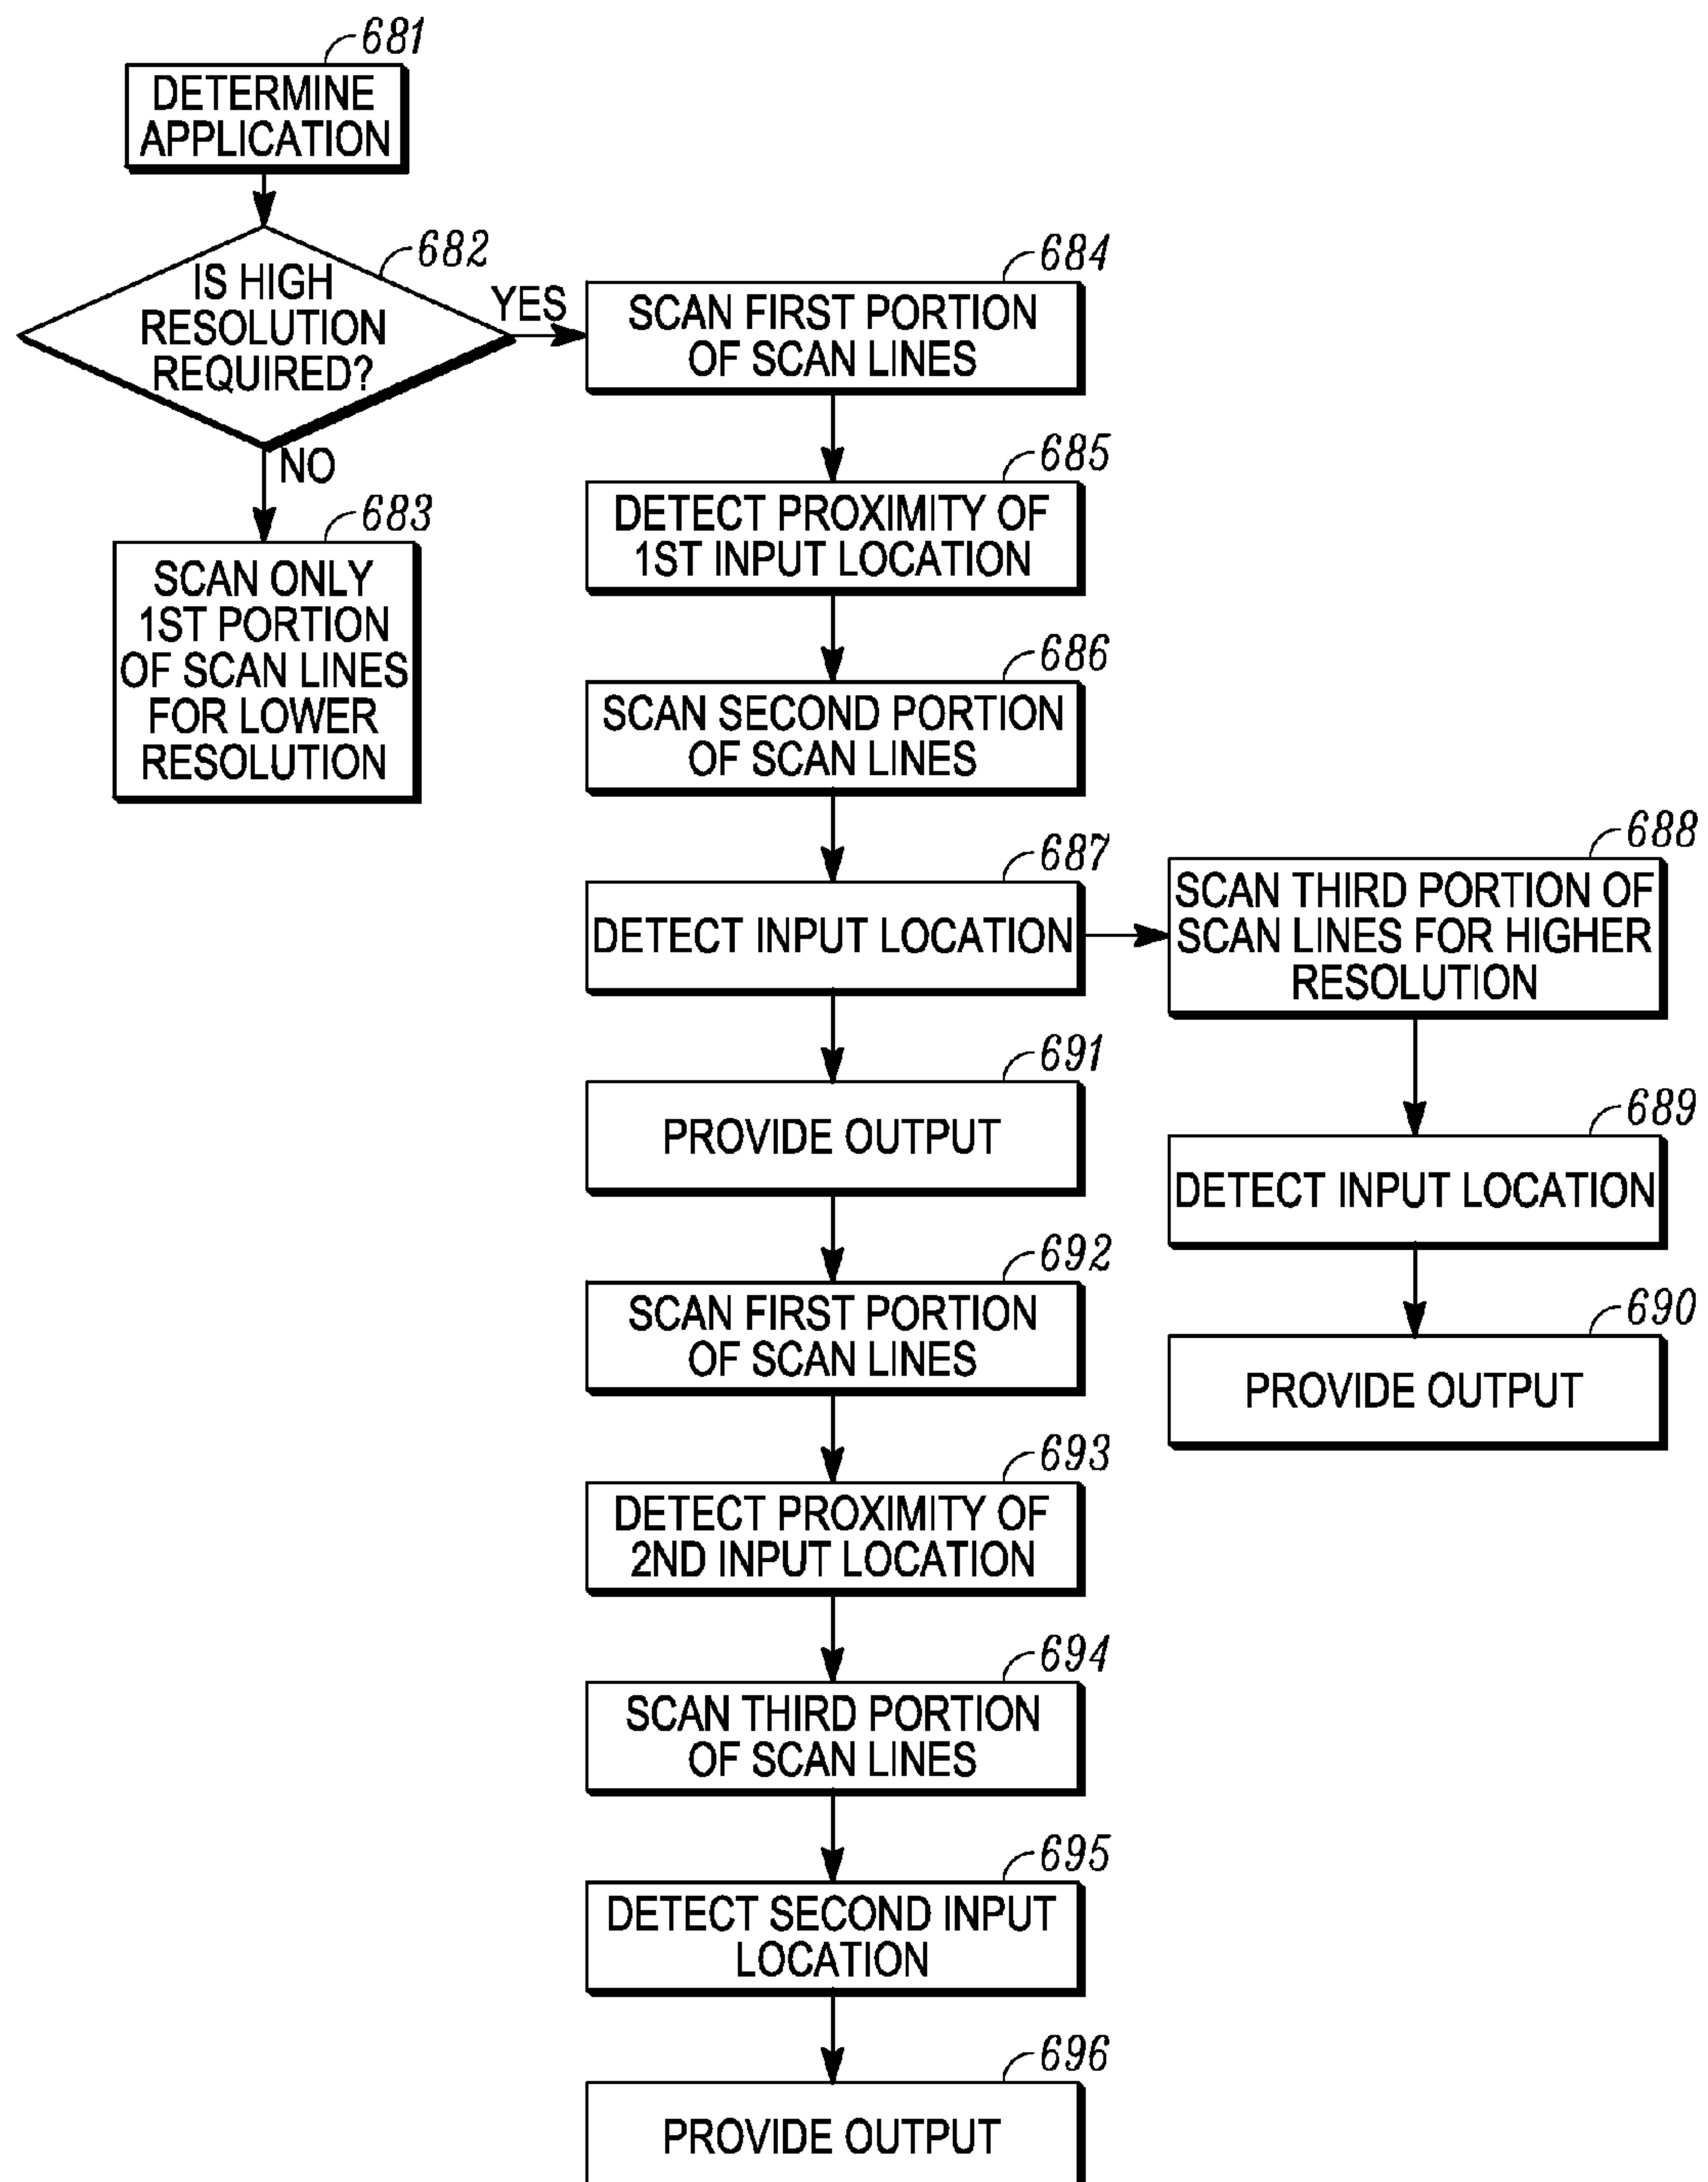 681
DETERMINE
APPLICATION
682
IS HIGH
RESOLUTION
REQUIRED?
YES
NO
683
SCAN ONLY
1ST PORTION
OF SCAN LINES
FOR LOWER
RESOLUTION
684
SCAN FIRST PORTION
OF SCAN LINES
685
DETECT PROXIMITY OF
1ST INPUT LOCATION
686
SCAN SECOND PORTION
OF SCAN LINES
687
DETECT INPUT LOCATION
688
SCAN THIRD PORTION OF
SCAN LINES FOR HIGHER
RESOLUTION
689
DETECT INPUT LOCATION
690
PROVIDE OUTPUT
691
PROVIDE OUTPUT
692
SCAN FIRST PORTION
OF SCAN LINES
693
DETECT PROXIMITY OF
2ND INPUT LOCATION
694
SCAN THIRD PORTION
OF SCAN LINES
695
DETECT SECOND INPUT
LOCATION
696
PROVIDE OUTPUT